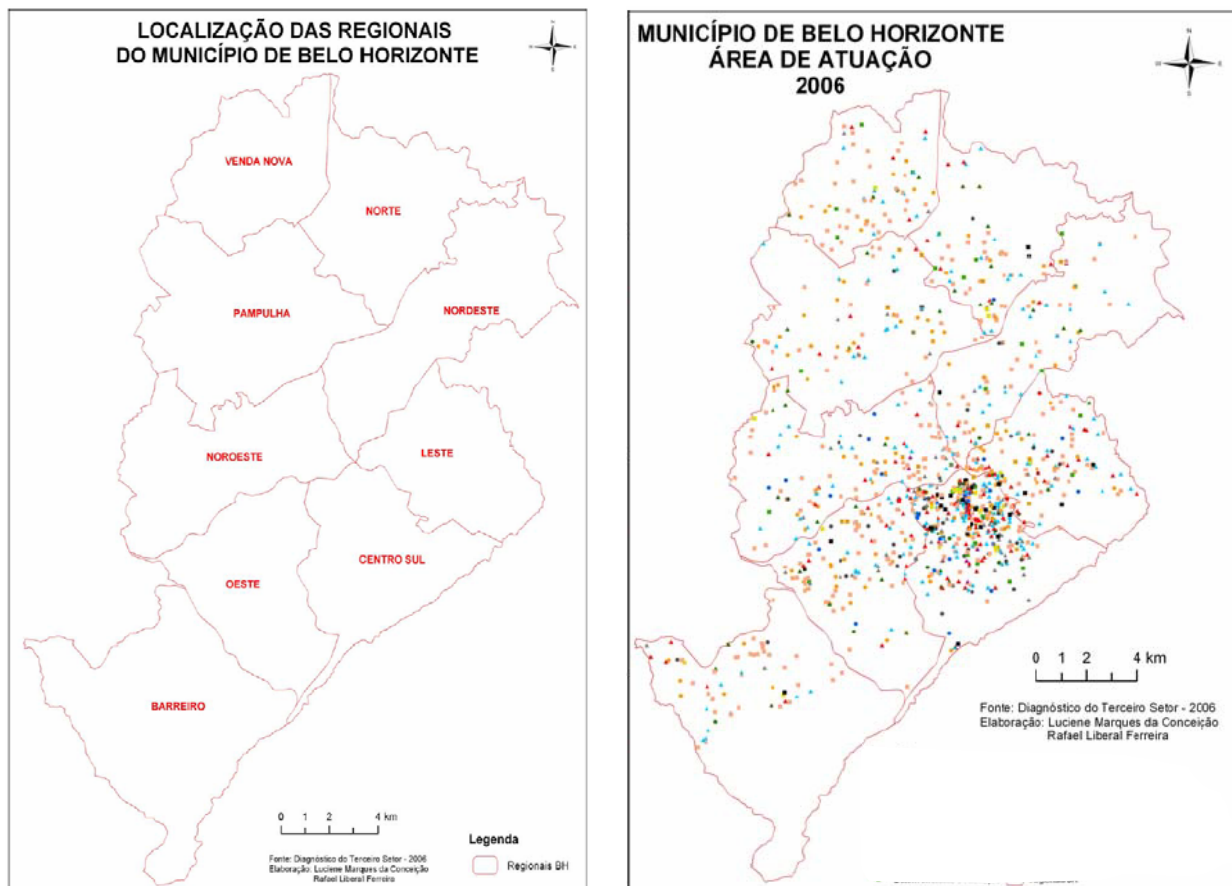 LOCALIZAÇÃO DAS REGIONAIS
DO MUNICÍPIO DE BELO HORIZONTE
N
E
S
VENDA NOVA
NORTE
PAMPULHA
NORDESTE
NOROESTE
LESTE
OESTE
CENTRO SUL
BARREIRO
0 1 2 4 km
Fonte: Diagnóstico do Terceiro Setor - 2006
Elaboração: Luciene Marques da Conceição
Rafael Liberal Ferreira
Legenda
Regionais BH
MUNICÍPIO DE BELO HORIZONTE
ÁREA DE ATUAÇÃO
2006
N
W
E
S
0 1 2 4 km
Fonte: Diagnóstico do Terceiro Setor - 2006
Elaboração: Luciene Marques da Conceição
Rafael Liberal Ferreira